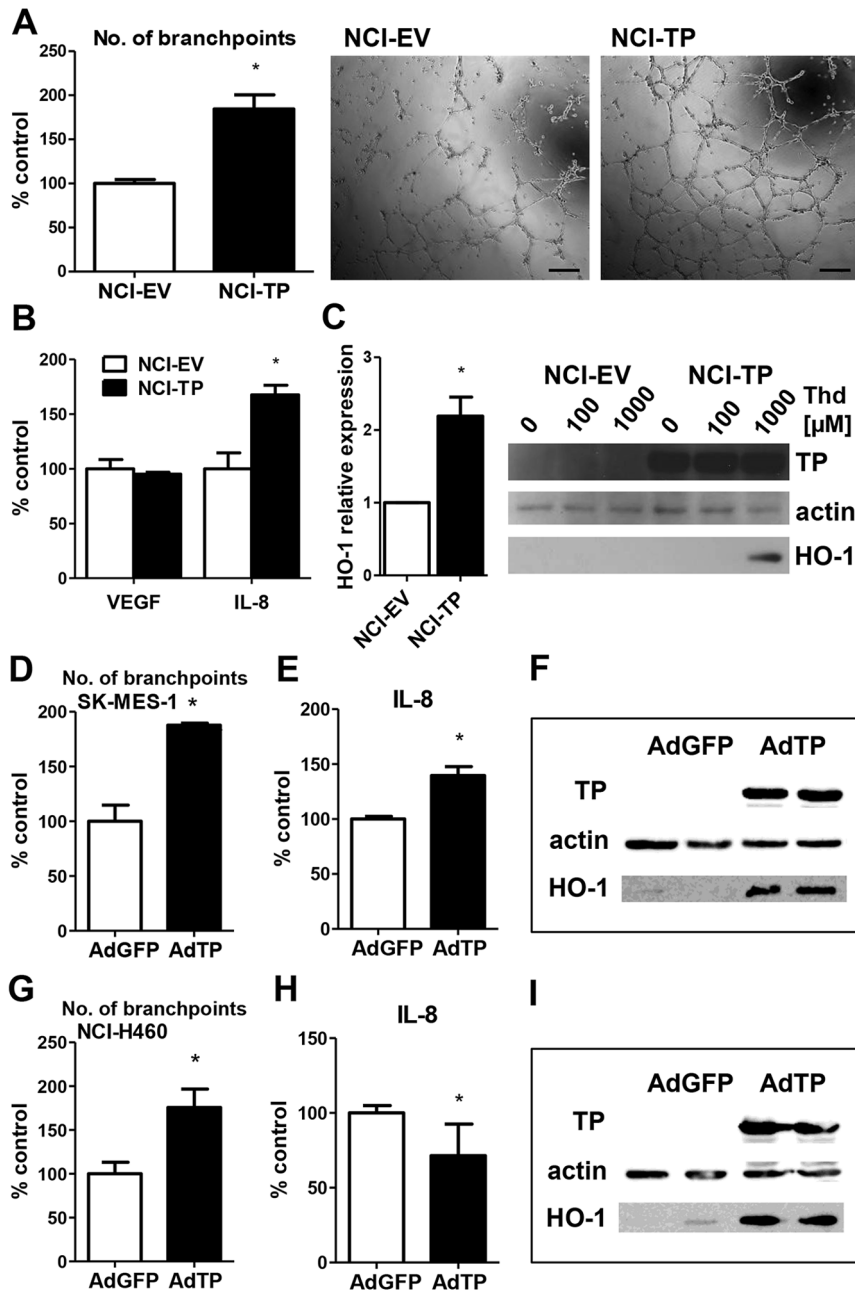 A
No. of branchpoints
*
250
200
150
100
50
0
% control
NCI-EV
NCI-TP
NCI-EV
NCI-TP
B
200
150
100
50
0
% control
NCI-EV
NCI-TP
*
VEGF
IL-8
C
3
2
1
0
HO-1 relative expression
*
NCI-EV
NCI-TP
NCI-EV
NCI-TP
0
100
1000
0
100
1000
Thd
[µM]
TP
actin
HO-1
D
No. of branchpoints
SK-MES-1
*
200
150
100
50
0
% control
AdGFP
AdTP
E
IL-8
*
200
150
100
50
0
% control
AdGFP
AdTP
F
AdGFP
AdTP
TP
actin
HO-1
G
No. of branchpoints
NCI-H460
*
250
200
150
100
50
0
% control
AdGFP
AdTP
H
IL-8
*
150
100
50
0
% control
AdGFP
AdTP
I
AdGFP
AdTP
TP
actin
HO-1